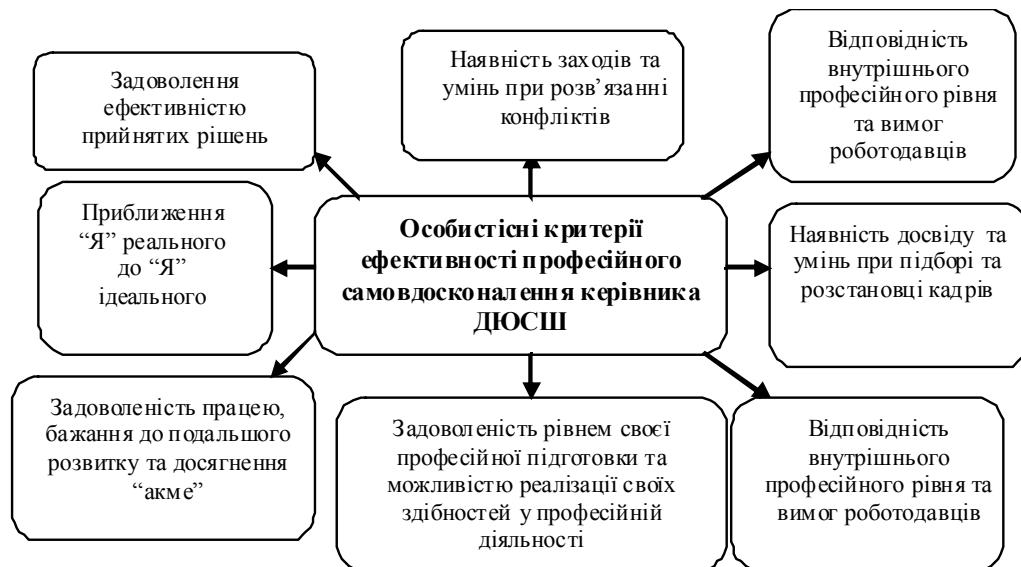 Задоволення
ефективністю
прийнятих рішень
Наявність заходів та
умінь при розв’язанні
конфліктів
Відповідність
внутрішнього
професійного рівня
та вимог
роботодавців
Приближення
“Я” реального
до “Я”
ідеального
Особистісні критерії
ефективності професійного
самовдосконалення керівника
ДЮСШ
Наявність досвіду та
умінь при підборі та
розстановці кадрів
Задоволеність працею,
бажання до подальшого
розвитку та досягнення
“акме”
Задоволеність рівнем своєї
професійної підготовки та
можливістю реалізації своїх
здібностей у професійній
діяльності
Відповідність
внутрішнього
професійного рівня та
вимог роботодавців